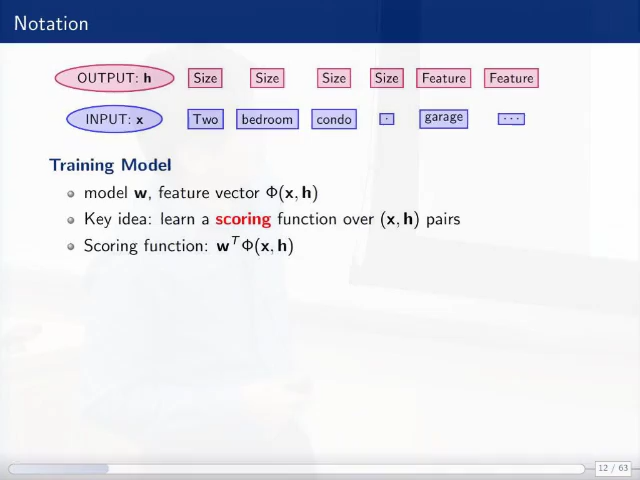 Notation
OUTPUT: h Size Size Size Size Feature Feature
INPUT: x Two bedroom condo . garage ...
Training Model
model w, feature vector Φ(x, h)
Key idea: learn a scoring function over (x, h) pairs
Scoring function: w^T Φ(x, h)
12 / 63